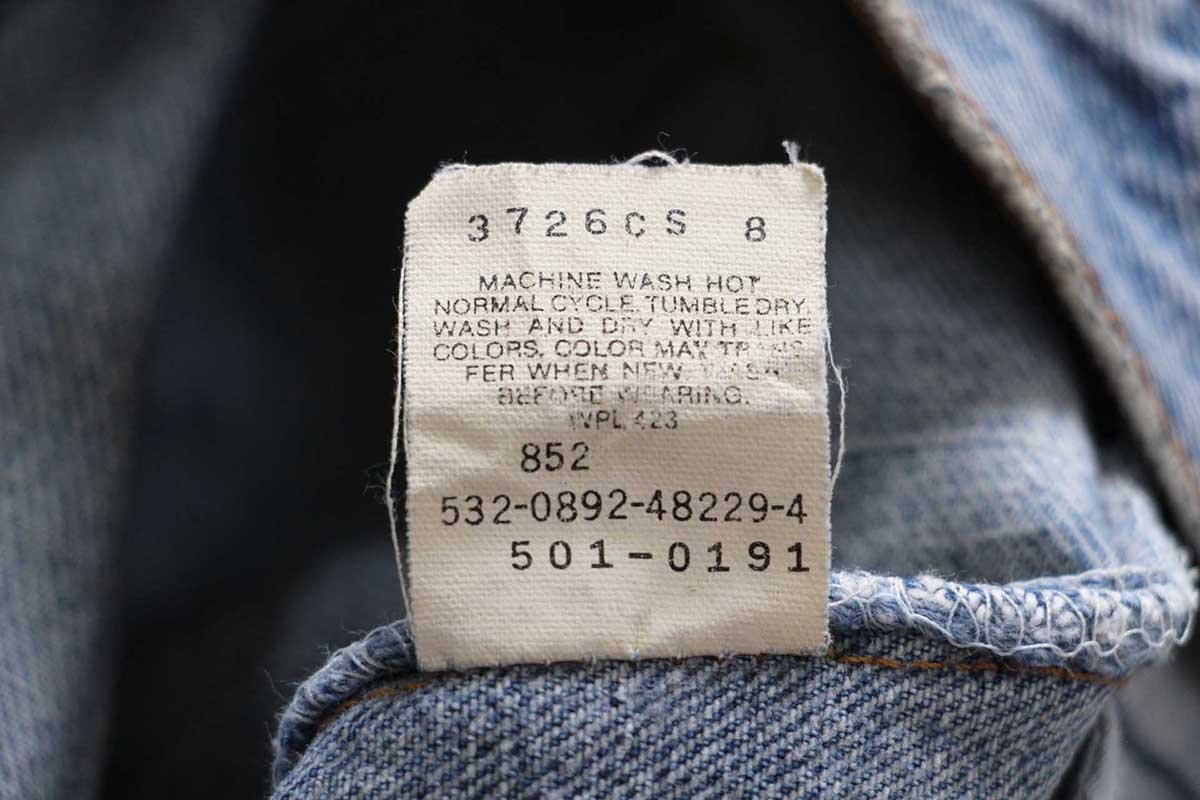 3726CS 8
MACHINE WASH HOT
NORMAL CYCLE. TUMBLE DRY.
WASH AND DRY WITH LIKE
COLORS. COLOR MAY TRANS
FER WHEN NEW. WASH
BEFORE WEARING.
WPL 423
852
532-0892-48229-4
501-0191